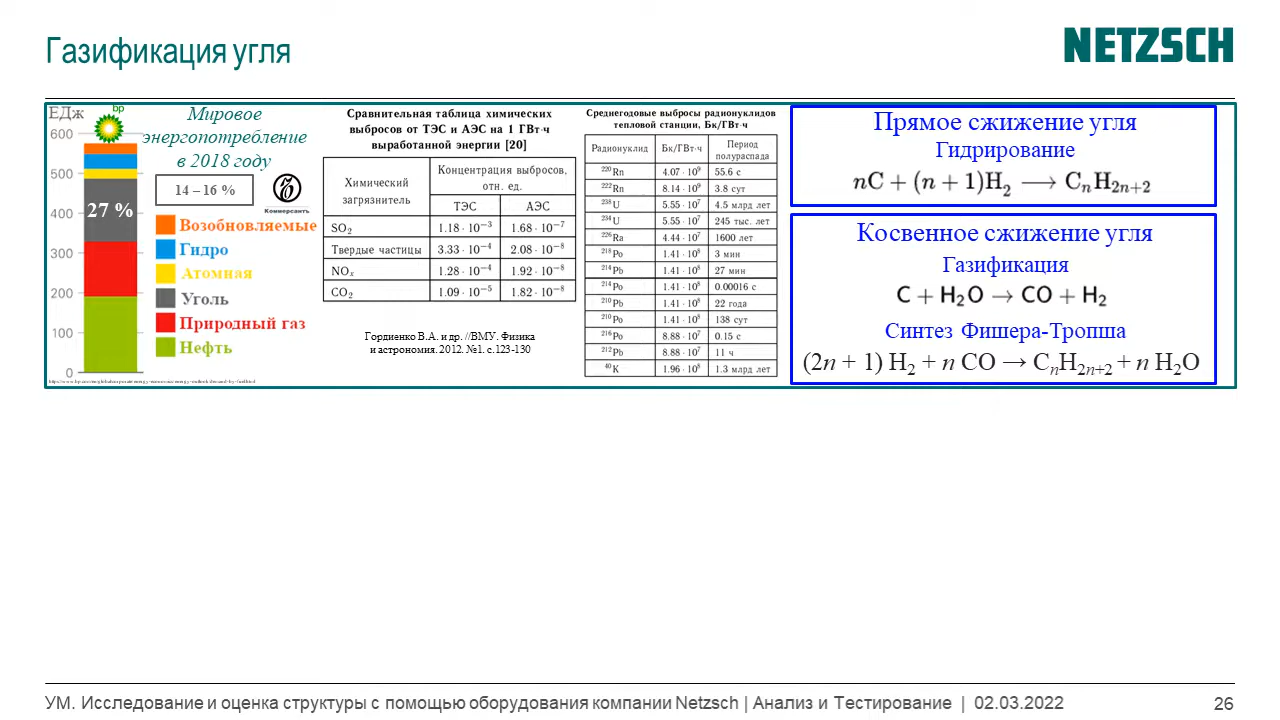 Газификация угля
NETZSCH
ЕДж
bp
600
500
400
300
200
100
0
27 %
Мировое
энергопотребление
в 2018 году
14 – 16 %
Коммерсантъ
Возобновляемые
Гидро
Атомная
Уголь
Природный газ
Нефть
Сравнительная таблица химических
выбросов от ТЭС и АЭС на 1 ГВт·ч
выработанной энергии [20]
Химический загрязнитель | Концентрация выбросов, отн. ед.
ТЭС | АЭС
SO₂ | 1.18 · 10⁻³ | 1.68 · 10⁻⁷
Твердые частицы | 3.33 · 10⁻⁴ | 2.08 · 10⁻⁸
NOₓ | 1.28 · 10⁻⁴ | 1.92 · 10⁻⁸
CO₂ | 1.09 · 10⁻⁵ | 1.82 · 10⁻⁸
Гордиенко В.А. и др. //ВМУ. Физика
и астрономия. 2012. №1. с.123-130
Среднегодовые выбросы радионуклидов
тепловой станции, Бк/ГВт·ч
Радионуклид | Бк/ГВт·ч | Период полураспада
²²⁰Rn | 4.07 · 10⁹ | 55.6 с
²²²Rn | 8.14 · 10⁹ | 3.8 сут
²³⁸U | 5.55 · 10⁷ | 4.5 млрд лет
²³⁴U | 5.55 · 10⁷ | 245 тыс. лет
²²⁶Ra | 4.44 · 10⁷ | 1600 лет
²¹⁸Po | 1.41 · 10⁸ | 3 мин
²¹⁴Pb | 1.41 · 10⁸ | 27 мин
²¹⁴Po | 1.41 · 10⁸ | 0.00016 с
²¹⁰Pb | 1.41 · 10⁸ | 22 года
²¹⁰Po | 1.41 · 10⁸ | 138 сут
²¹⁶Po | 8.88 · 10⁷ | 0.15 с
²¹²Pb | 8.88 · 10⁷ | 11 ч
⁴⁰K | 1.96 · 10⁸ | 1.3 млрд лет
Прямое сжижение угля
Гидрирование
nC + (n + 1)H₂ ⟶ CₙH₂ₙ₊₂
Косвенное сжижение угля
Газификация
C + H₂O → CO + H₂
Синтез Фишера-Тропша
(2n + 1) H₂ + n CO → CₙH₂ₙ₊₂ + n H₂O
УМ. Исследование и оценка структуры с помощью оборудования компании Netzsch | Анализ и Тестирование | 02.03.2022
26